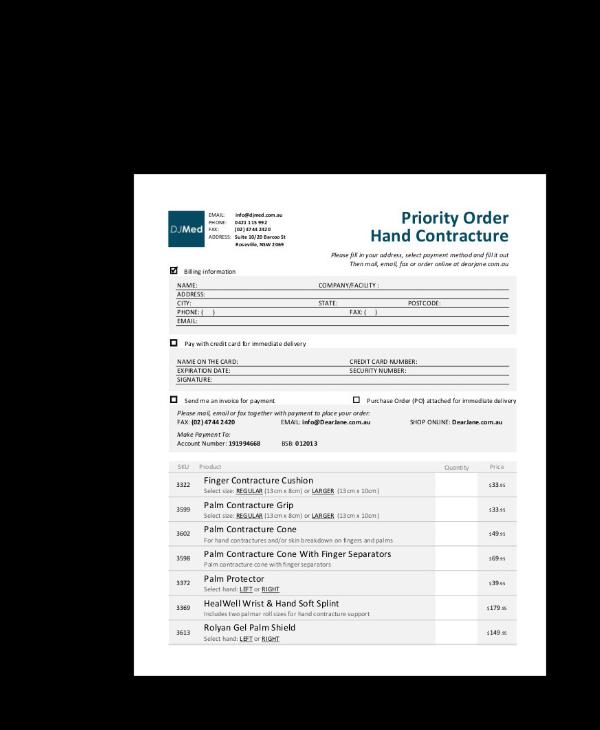 DJMed
EMAIL: info@djmed.com.au
PHONE: 0421 115 992
FAX: (02) 4744 2420
ADDRESS: Suite 10/20 Barcoo St
Roseville, NSW 2069
Priority Order
Hand Contracture
Please fill in your address, select payment method and fill it out
Then mail, email, fax or order online at dearjane.com.au
Billing information
NAME: COMPANY/FACILITY :
ADDRESS:
CITY: STATE: POSTCODE:
PHONE: ( ) FAX: ( )
EMAIL:
Pay with credit card for immediate delivery
NAME ON THE CARD: CREDIT CARD NUMBER:
EXPIRATION DATE: SECURITY NUMBER:
SIGNATURE:
Send me an invoice for payment Purchase Order (PO) attached for immediate delivery
Please mail, email or fax together with payment to place your order:
FAX: (02) 4744 2420 EMAIL: info@DearJane.com.au SHOP ONLINE: DearJane.com.au
Make Payment To:
Account Number: 191994668 BSB: 012013
SKU Product Quantity Price
3322 Finger Contracture Cushion $33.95
Select size: REGULAR (13cm x 8cm) or LARGER (13cm x 10cm)
3599 Palm Contracture Grip $33.95
Select size: REGULAR (13cm x 8cm) or LARGER (13cm x 10cm)
3602 Palm Contracture Cone $49.95
For hand contractures and/or skin breakdown on fingers and palms
3598 Palm Contracture Cone With Finger Separators $69.95
Palm contracture cone with finger separators
3372 Palm Protector $39.95
Select hand: LEFT or RIGHT
3369 HealWell Wrist & Hand Soft Splint $179.95
Includes two palmar roll sizes for hand contracture support
3613 Rolyan Gel Palm Shield $149.95
Select hand: LEFT or RIGHT